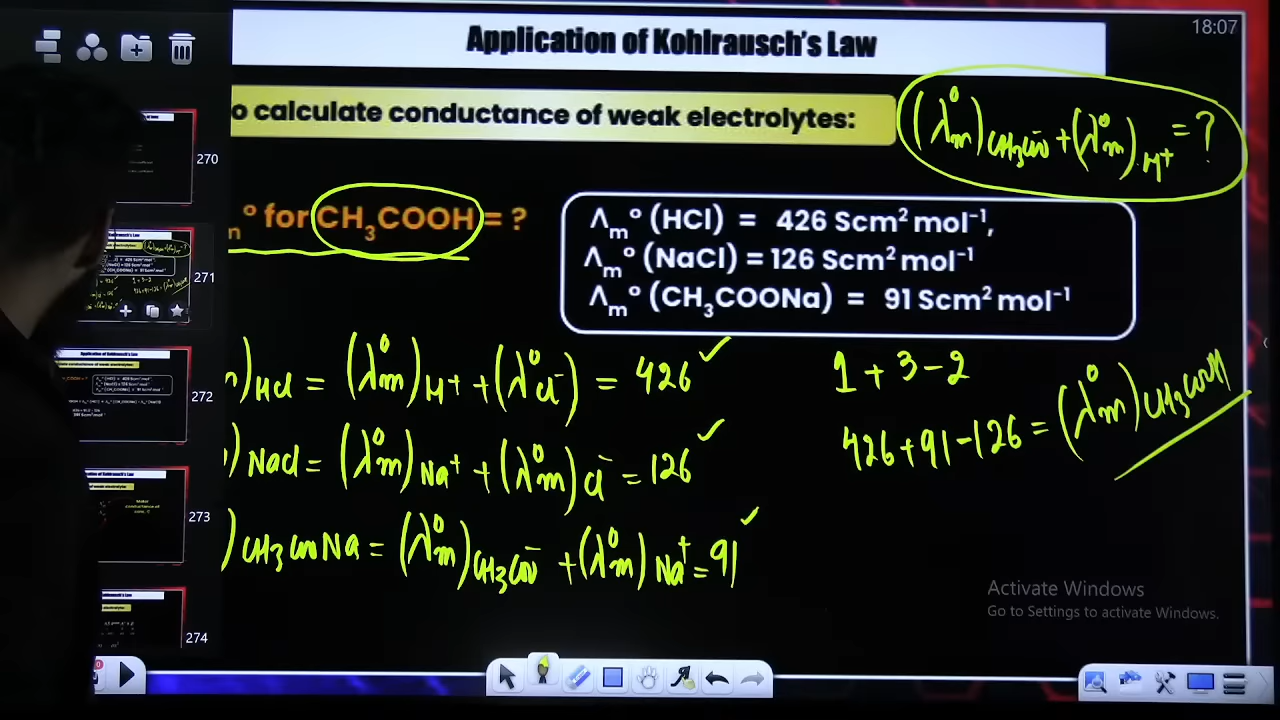 18:07
Application of Kohlrausch's Law
o calculate conductance of weak electrolytes:
(λ°m)CH3COO⁻ + (λ°m)H⁺ = ?
m° for CH₃COOH = ?
Λm° (HCl) = 426 Scm² mol⁻¹,
Λm° (NaCl) = 126 Scm² mol⁻¹
Λm° (CH₃COONa) = 91 Scm² mol⁻¹
)HCl = (λ°m)H⁺ + (λ°Cl⁻) = 426 ✓
)NaCl = (λ°m)Na⁺ + (λ°m)Cl⁻ = 126 ✓
)CH3COONa = (λ°m)CH3COO⁻ + (λ°m)Na⁺ = 91 ✓
1 + 3 - 2
426 + 91 - 126 = (λ°m)CH3COOH
270
271
272
273
274
Activate Windows
Go to Settings to activate Windows.